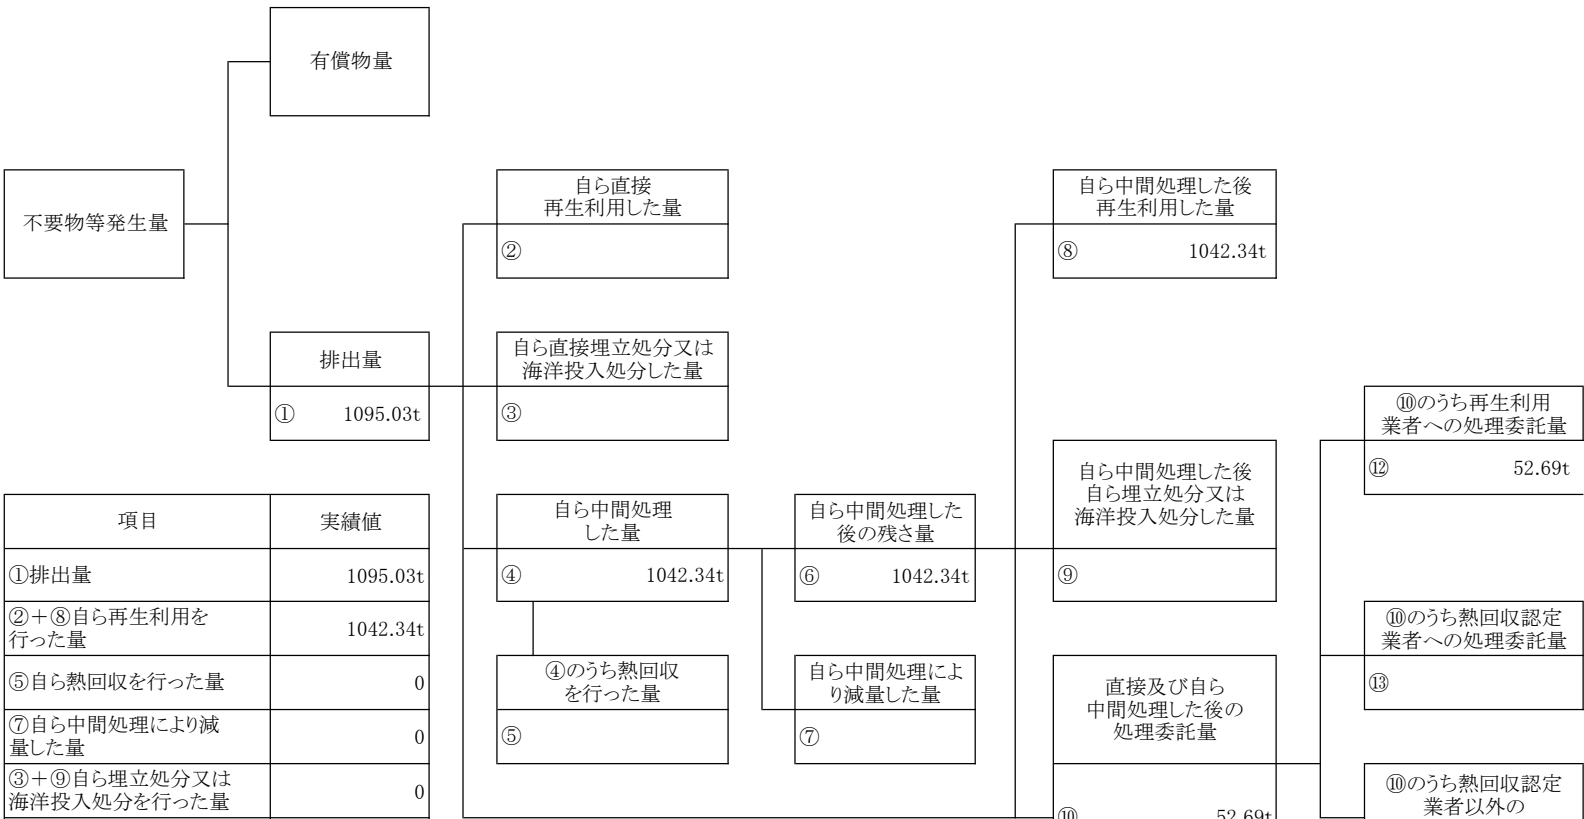 有償物量
不要物等発生量
自ら直接
再生利用した量
②
自ら中間処理した後
再生利用した量
⑧ 1042.34t
排出量
① 1095.03t
自ら直接埋立処分又は
海洋投入処分した量
③
⑩のうち再生利用
業者への処理委託量
⑫ 52.69t
自ら中間処理した後
自ら埋立処分又は
海洋投入処分した量
⑨
自ら中間処理
した量
④ 1042.34t
自ら中間処理した
後の残さ量
⑥ 1042.34t
項目 実績値
①排出量 1095.03t
②＋⑧自ら再生利用を
行った量 1042.34t
⑤自ら熱回収を行った量 0
⑦自ら中間処理により減
量した量 0
③＋⑨自ら埋立処分又は
海洋投入処分を行った量 0
④のうち熱回収
を行った量
⑤
自ら中間処理によ
り減量した量
⑦
直接及び自ら
中間処理した後の
処理委託量
⑩ 52.69t
⑩のうち熱回収認定
業者への処理委託量
⑬
⑩のうち熱回収認定
業者以外の